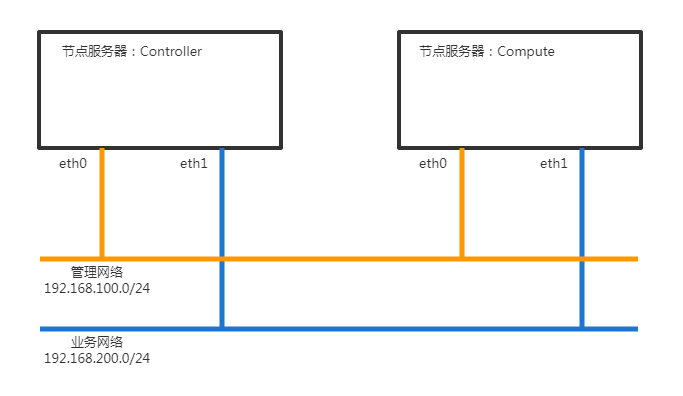 节点服务器：Controller
节点服务器：Compute
eth0
eth1
eth0
eth1
管理网络
192.168.100.0/24
业务网络
192.168.200.0/24